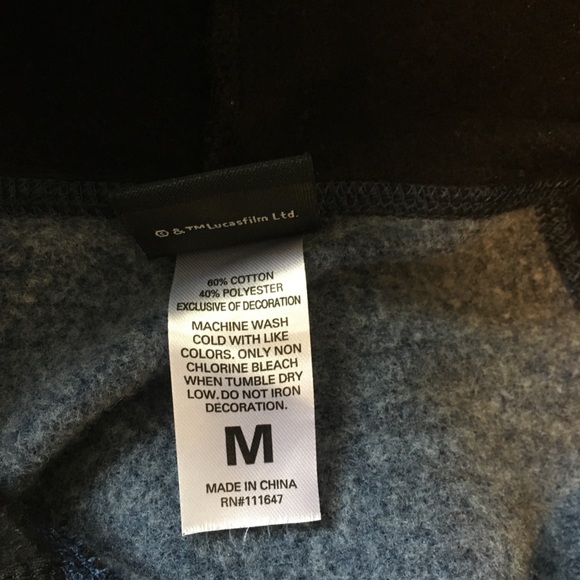 © & ™ Lucasfilm Ltd.
60% COTTON
40% POLYESTER
EXCLUSIVE OF DECORATION
MACHINE WASH
COLD WITH LIKE
COLORS. ONLY NON
CHLORINE BLEACH
WHEN TUMBLE DRY
LOW. DO NOT IRON
DECORATION.
M
MADE IN CHINA
RN#111647